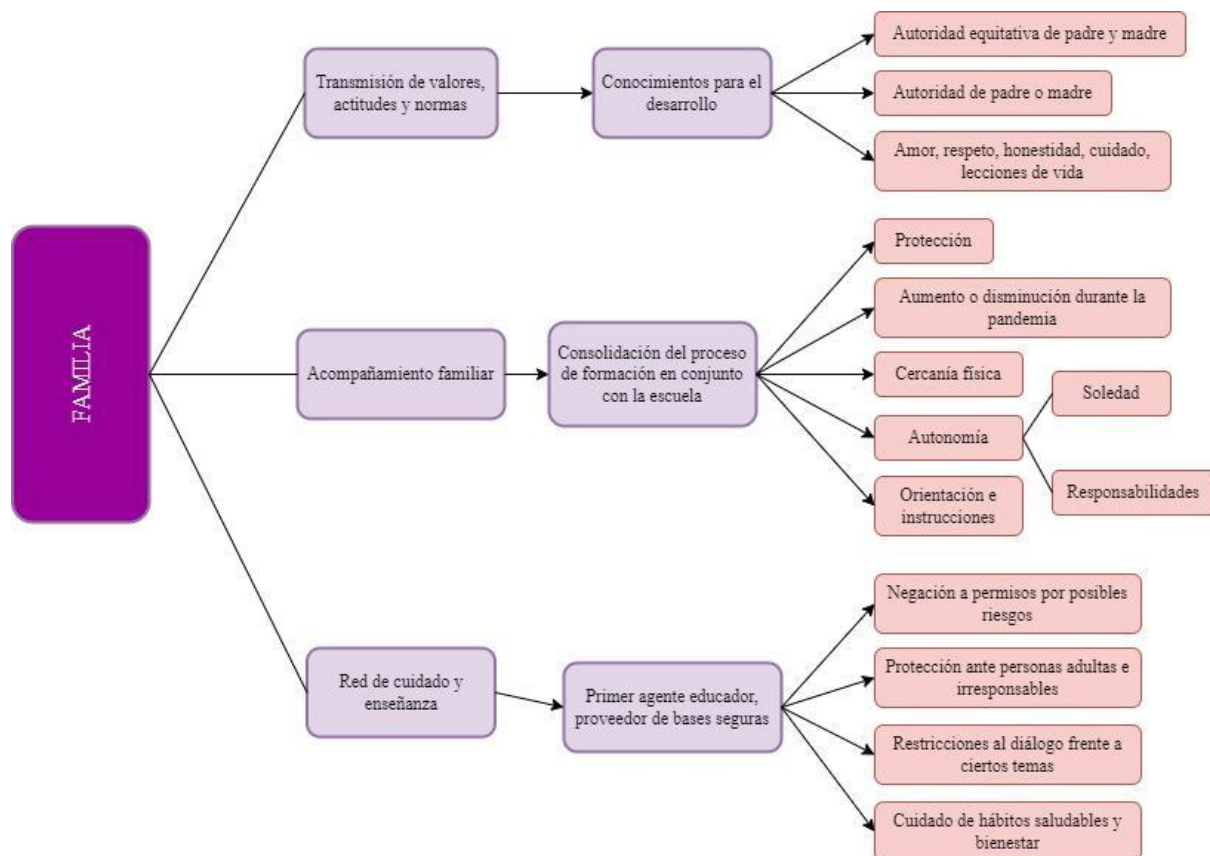 FAMILIA
Transmisión de valores,
actitudes y normas
Conocimientos para el
desarrollo
Autoridad equitativa de padre y madre
Autoridad de padre o madre
Amor, respeto, honestidad, cuidado,
lecciones de vida
Acompañamiento familiar
Consolidación del proceso
de formación en conjunto
con la escuela
Protección
Aumento o disminución durante la
pandemia
Cercanía física
Autonomía
Soledad
Responsabilidades
Orientación e
instrucciones
Red de cuidado y
enseñanza
Primer agente educador,
proveedor de bases seguras
Negación a permisos por posibles
riesgos
Protección ante personas adultas e
irresponsables
Restricciones al diálogo frente a
ciertos temas
Cuidado de hábitos saludables y
bienestar